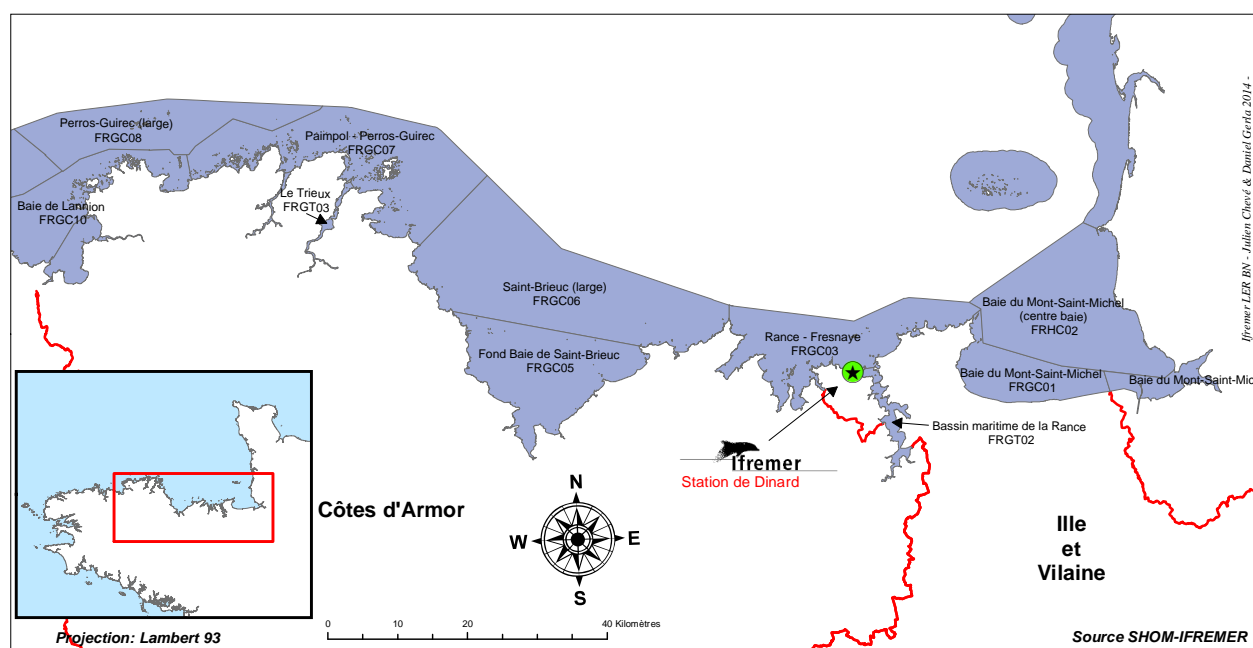 Perros-Guirec (large)
FRGC08
Paimpol - Perros-Guirec
FRGC07
Le Trieux
FRGT03
Baie de Lannion
FRGC10
Saint-Brieuc (large)
FRGC06
Fond Baie de Saint-Brieuc
FRGC05
Rance - Fresnaye
FRGC03
Baie du Mont-Saint-Michel
(centre baie)
FRHC02
Baie du Mont-Saint-Michel
FRGC01
Baie du Mont-Saint-Mic
Bassin maritime de la Rance
FRGT02
Ifremer
Station de Dinard
Côtes d'Armor
Ille
et
Vilaine
N
W
E
S
0 10 20 40 Kilomètres
Projection: Lambert 93
Source SHOM-IFREMER
Ifremer LER BN - Julien Chevé & Daniel Gerla 2014 -